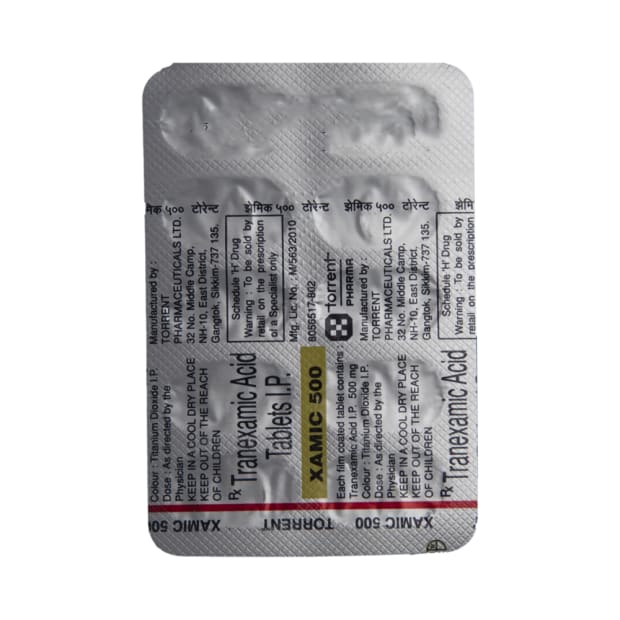 मिक ५०० टोरेन्ट
झेमिक ५०० टोरेन्ट
झेमिक ५०० टोरेन्ट
Manufactured by :
TORRENT
PHARMACEUTICALS LTD.
32 No. Middle Camp,
NH-10, East District,
Gangtok, Sikkim-737 135.
Schedule 'H' Drug
Warning : To be sold by
retail on the prescription
of a Specialist only
Mfg. Lic. No. : M/563/2010
8056517-B02
torrent
PHARMA
Manufactured by :
TORRENT
PHARMACEUTICALS LTD.
32 No. Middle Camp,
NH-10, East District,
Gangtok, Sikkim-737 135.
Schedule 'H' Drug
Warning : To be sold by
retail on the prescription
Colour : Titanium Dioxide I.P.
Dose : As directed by the
Physician
KEEP IN A COOL DRY PLACE
KEEP OUT OF THE REACH
OF CHILDREN
Rx Tranexamic Acid
Tablets I.P.
XAMIC 500
Each film coated tablet contains :
Tranexamic Acid I.P. 500 mg
Colour : Titanium Dioxide I.P.
Dose : As directed by the
Physician
KEEP IN A COOL DRY PLACE
KEEP OUT OF THE REACH
OF CHILDREN
Rx Tranexamic Acid
XAMIC 500
TORRENT
TORRENT
XAMIC 500